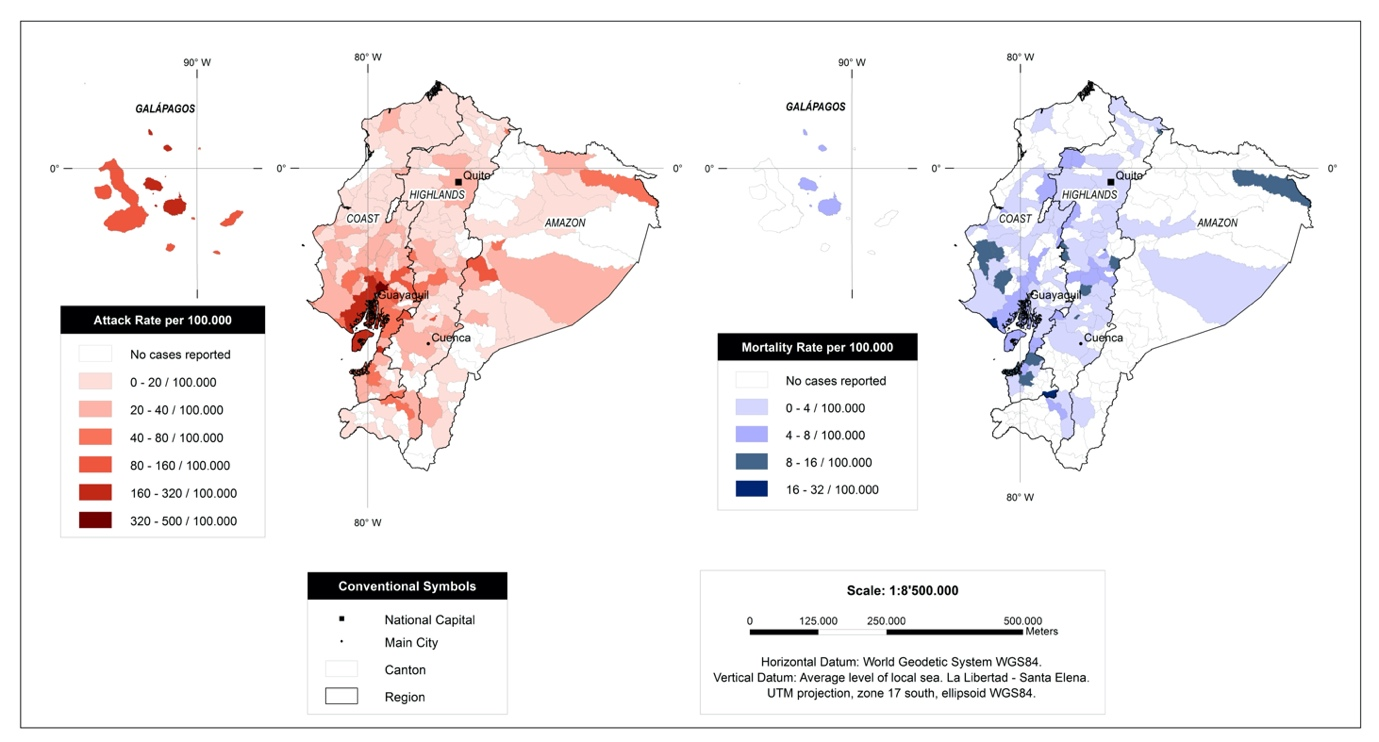 90° W
80° W
GALÁPAGOS
0°
0°
0°
Quito
HIGHLANDS
COAST
AMAZON
Guayaquil
Cuenca
80° W
Attack Rate per 100.000
No cases reported
0 - 20 / 100.000
20 - 40 / 100.000
40 - 80 / 100.000
80 - 160 / 100.000
160 - 320 / 100.000
320 - 500 / 100.000
90° W
80° W
GALÁPAGOS
0°
0°
Quito
HIGHLANDS
COAST
AMAZON
Guayaquil
Cuenca
80° W
Mortality Rate per 100.000
No cases reported
0 - 4 / 100.000
4 - 8 / 100.000
8 - 16 / 100.000
16 - 32 / 100.000
Conventional Symbols
National Capital
Main City
Canton
Region
Scale: 1:8'500.000
0 125.000 250.000 500.000
Meters
Horizontal Datum: World Geodetic System WGS84.
Vertical Datum: Average level of local sea. La Libertad - Santa Elena.
UTM projection, zone 17 south, ellipsoid WGS84.